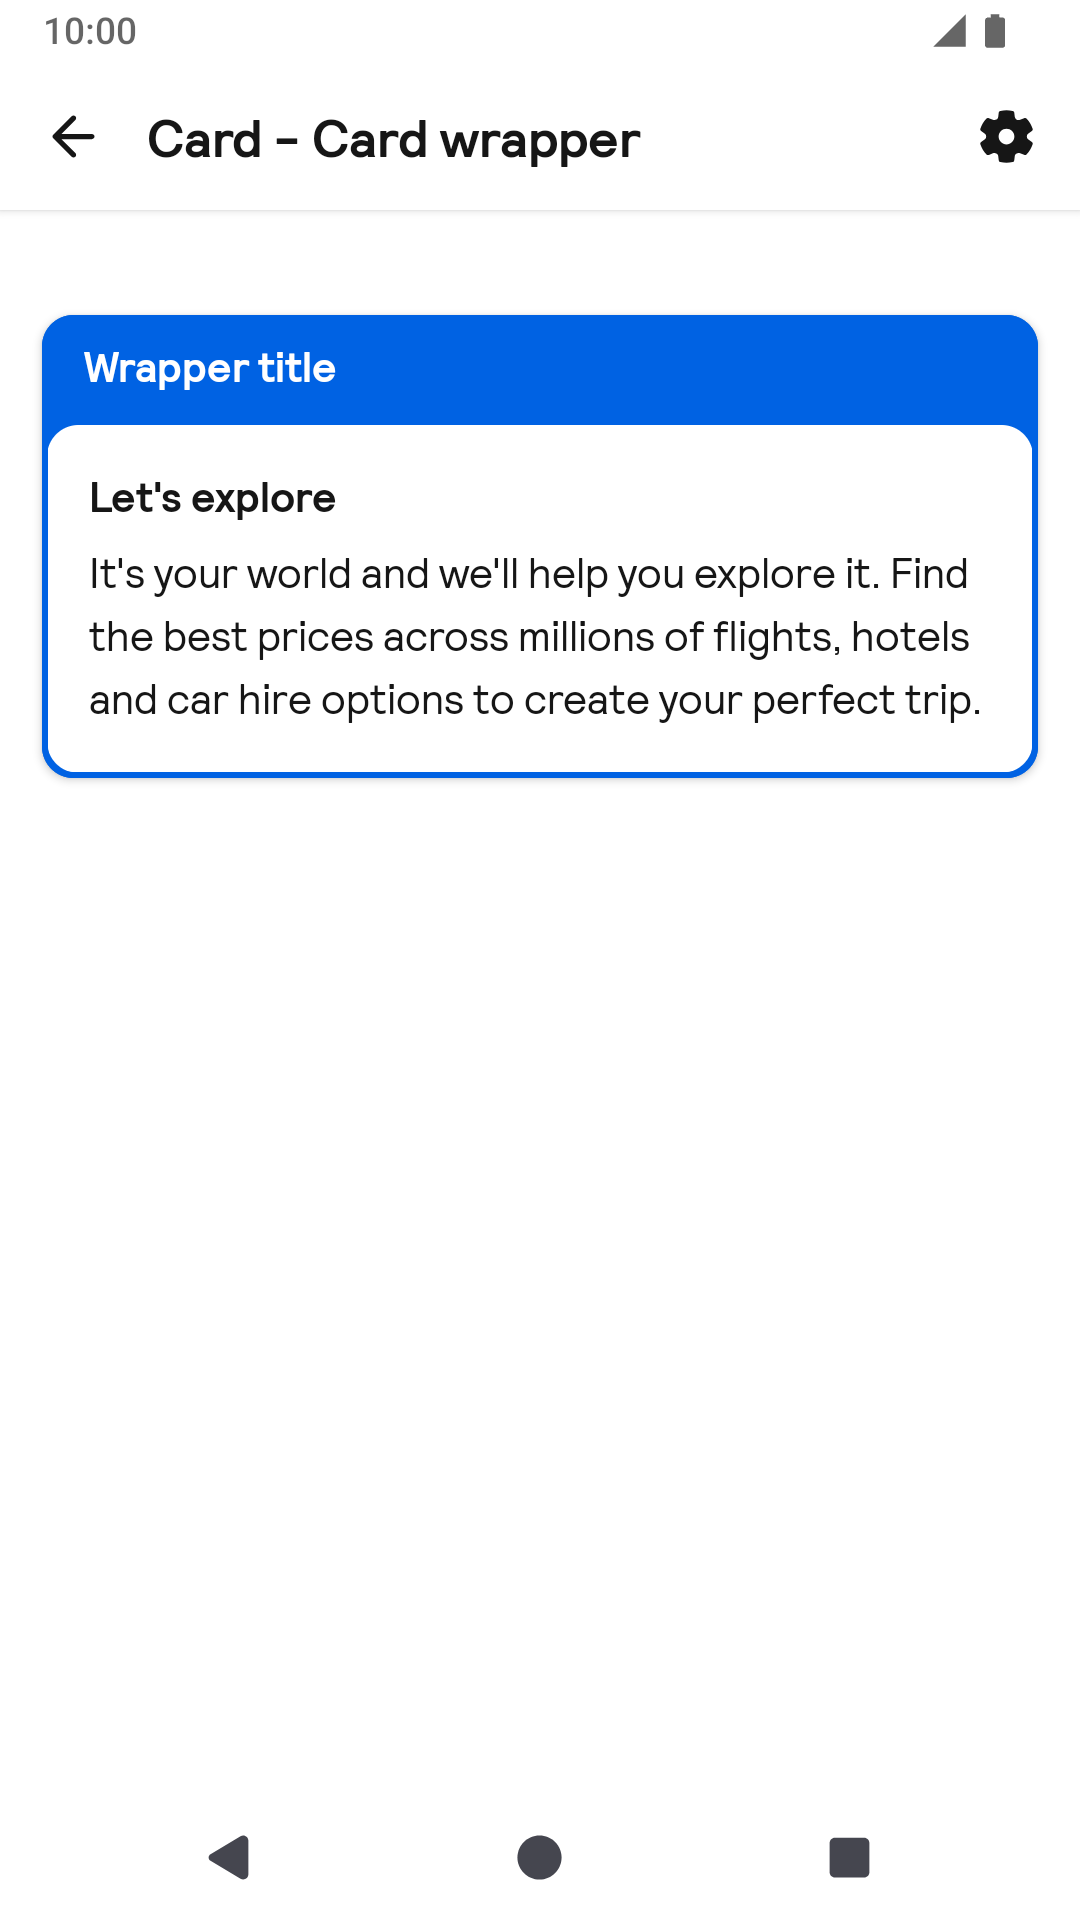 10:00
Card - Card wrapper
Wrapper title
Let's explore
It's your world and we'll help you explore it. Find
the best prices across millions of flights, hotels
and car hire options to create your perfect trip.